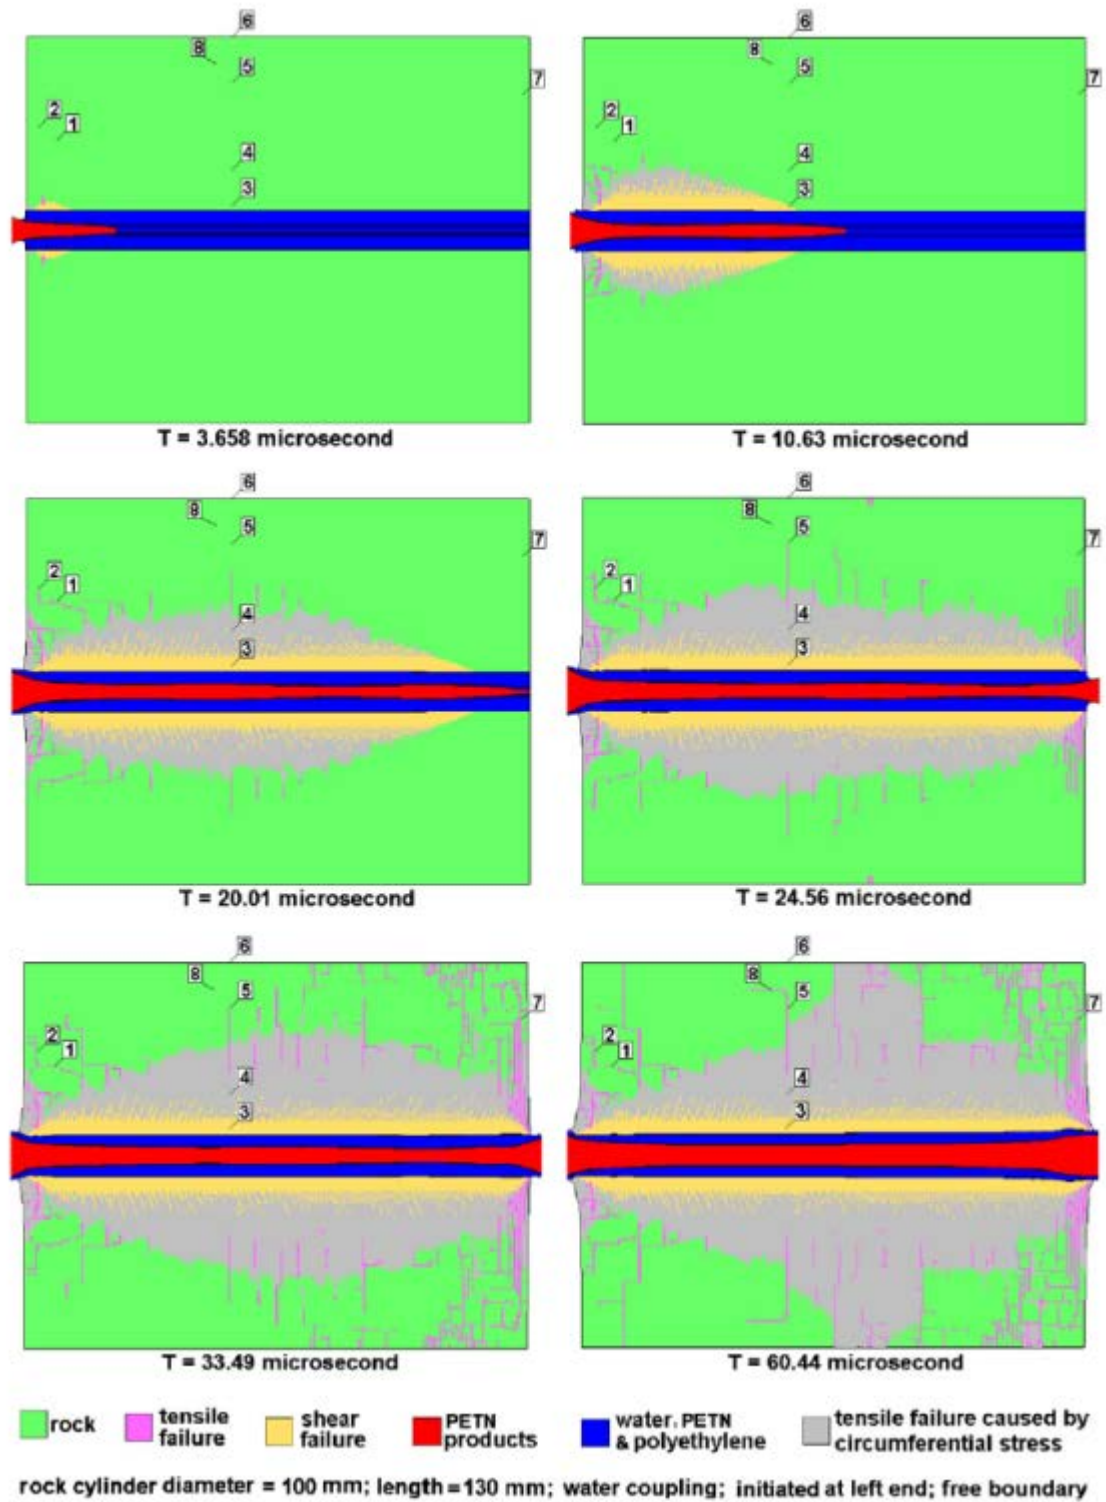 6 6
8 5 8 5
7 7
2 1 2 1
4 4
3 3
T = 3.658 microsecond T = 10.63 microsecond
6 6
8 5 8 5
7 7
2 1 2 1
4 4
3 3
T = 20.01 microsecond T = 24.56 microsecond
6 6
8 5 8 5
7 7
2 1 2 1
4 4
3 3
T = 33.49 microsecond T = 60.44 microsecond
rock tensile failure shear failure PETN products water, PETN & polyethylene tensile failure caused by circumferential stress
rock cylinder diameter = 100 mm; length=130 mm; water coupling; initiated at left end; free boundary